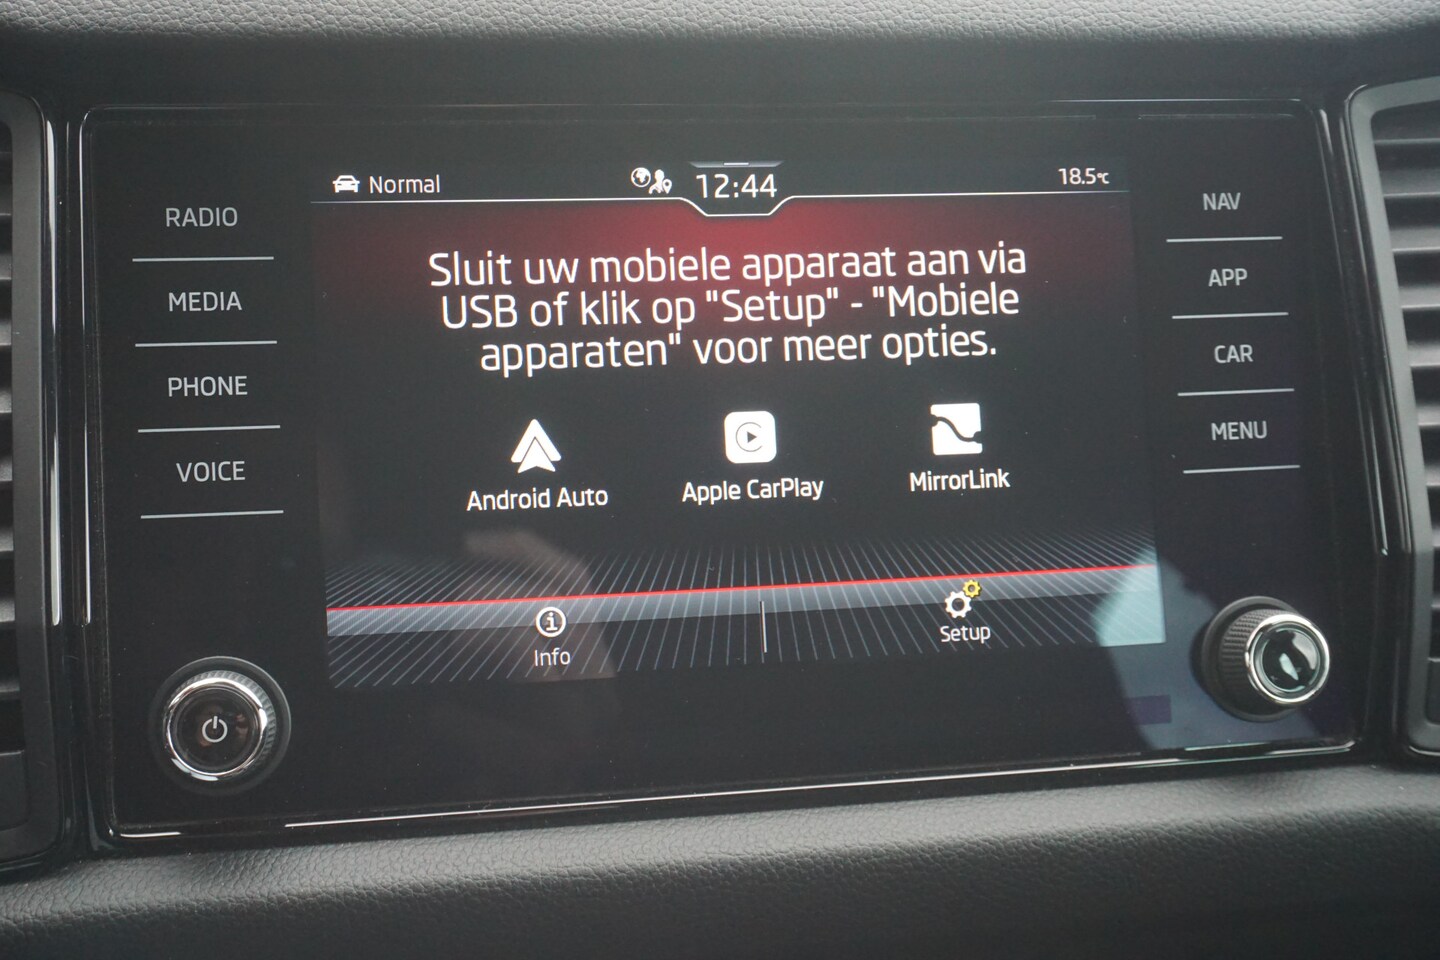 Normal
12:44
18.5°C
RADIO
MEDIA
PHONE
VOICE
Sluit uw mobiele apparaat aan via
USB of klik op "Setup" - "Mobiele
apparaten" voor meer opties.
Android Auto
Apple CarPlay
MirrorLink
Info
Setup
NAV
APP
CAR
MENU